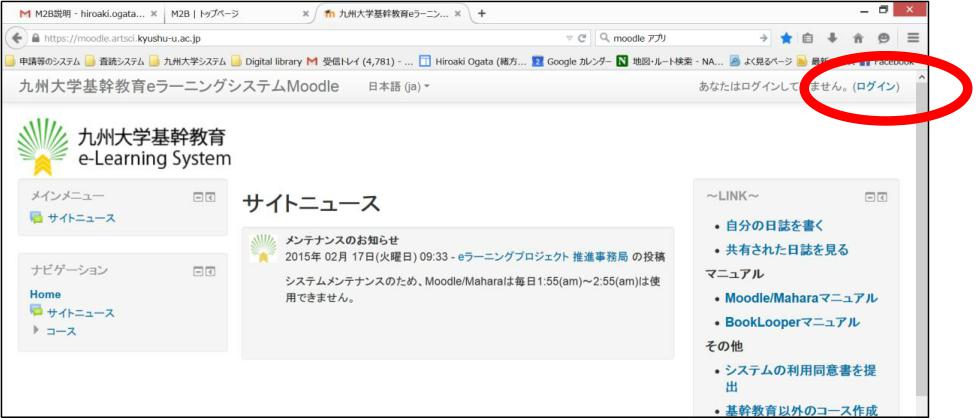 M2B説明 - hiroaki.ogata... ×
M2B | トップページ ×
九州大学基幹教育eラーニン... ×
https://moodle.artsci.kyushu-u.ac.jp
moodle アプリ
申請等のシステム
査読システム
九州大学システム
Digital library
受信トレイ (4,781) - ...
Hiroaki Ogata (緒方...
Google カレンダー
地図・ルート検索 - NA...
よく見るページ
Facebook
九州大学基幹教育eラーニングシステムMoodle
日本語 (ja)
あなたはログインして
ません。 (ログイン)
九州大学基幹教育
e-Learning System
メインメニュー
サイトニュース
ナビゲーション
Home
サイトニュース
コース
サイトニュース
メンテナンスのお知らせ
2015年 02月 17日(火曜日) 09:33 - eラーニングプロジェクト 推進事務局 の投稿
システムメンテナンスのため、Moodle/Maharaは毎日1:55(am)～2:55(am)は使
用できません。
～LINK～
• 自分の日誌を書く
• 共有された日誌を見る
マニュアル
• Moodle/Maharaマニュアル
• BookLooperマニュアル
その他
• システムの利用同意書を提
出
• 基幹教育以外のコース作成